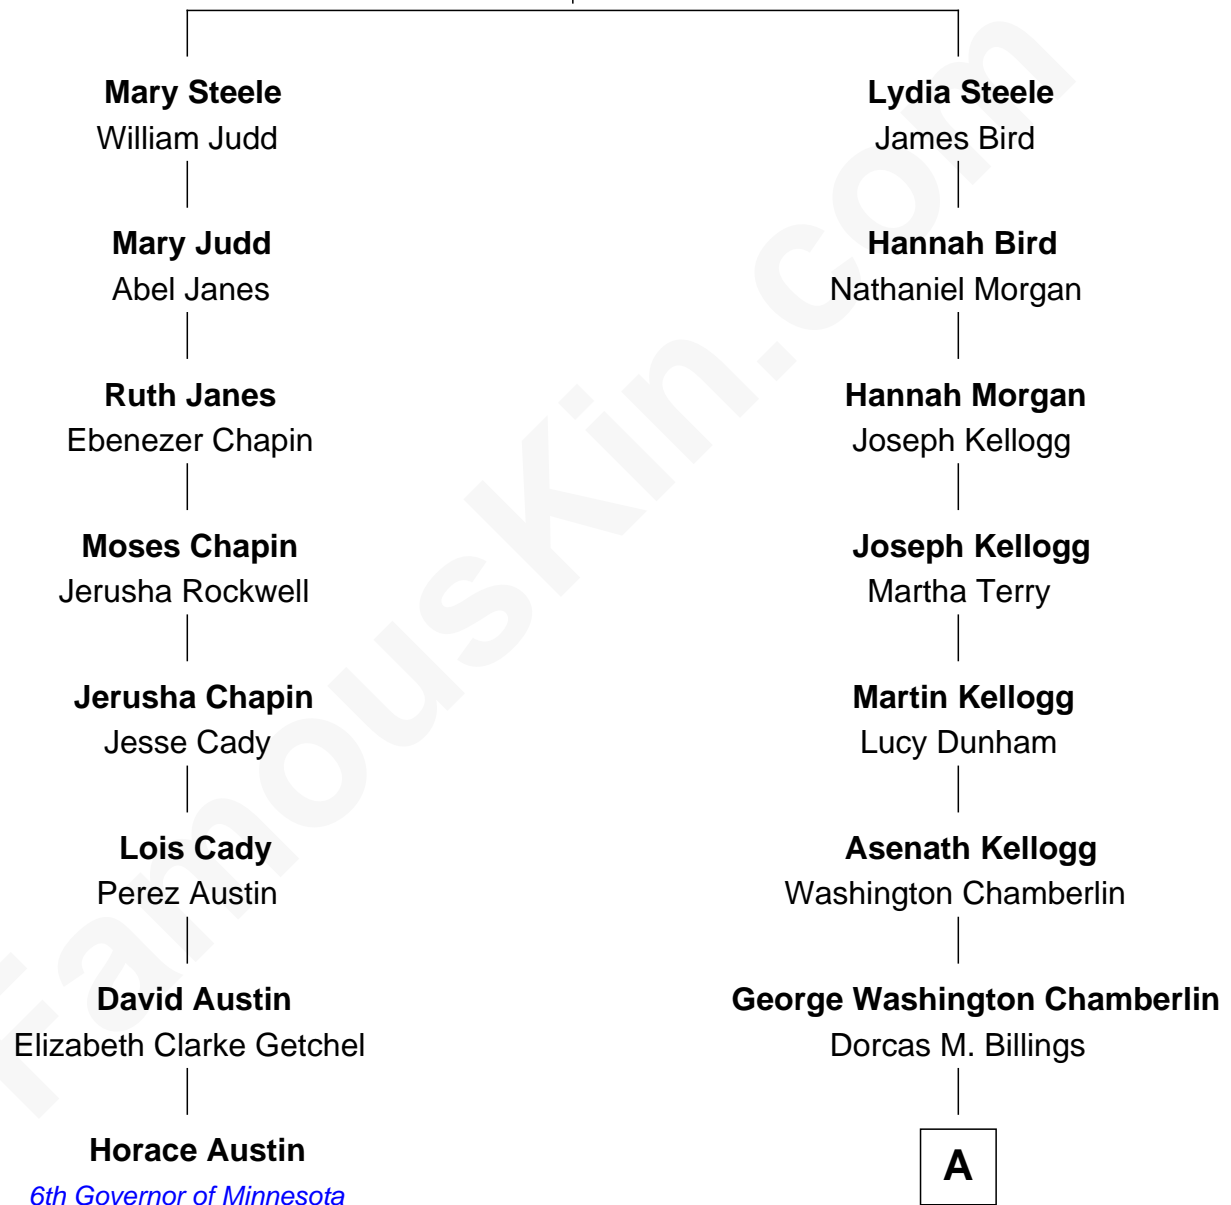 Mary Steele
William Judd
Mary Judd
Abel Janes
Ruth Janes
Ebenezer Chapin
Moses Chapin
Jerusha Rockwell
Jerusha Chapin
Jesse Cady
Lois Cady
Perez Austin
David Austin
Elizabeth Clarke Getchel
Horace Austin
6th Governor of Minnesota
Lydia Steele
James Bird
Hannah Bird
Nathaniel Morgan
Hannah Morgan
Joseph Kellogg
Joseph Kellogg
Martha Terry
Martin Kellogg
Lucy Dunham
Asenath Kellogg
Washington Chamberlin
George Washington Chamberlin
Dorcas M. Billings
A
FamousKin.com